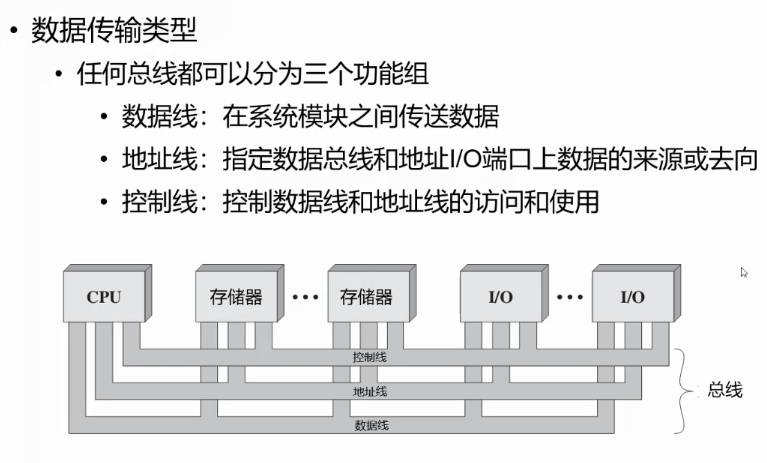 • 数据传输类型
• 任何总线都可以分为三个功能组
• 数据线：在系统模块之间传送数据
• 地址线：指定数据总线和地址I/O端口上数据的来源或去向
• 控制线：控制数据线和地址线的访问和使用
CPU 存储器 ••• 存储器 I/O ••• I/O
控制线
地址线
总线
数据线